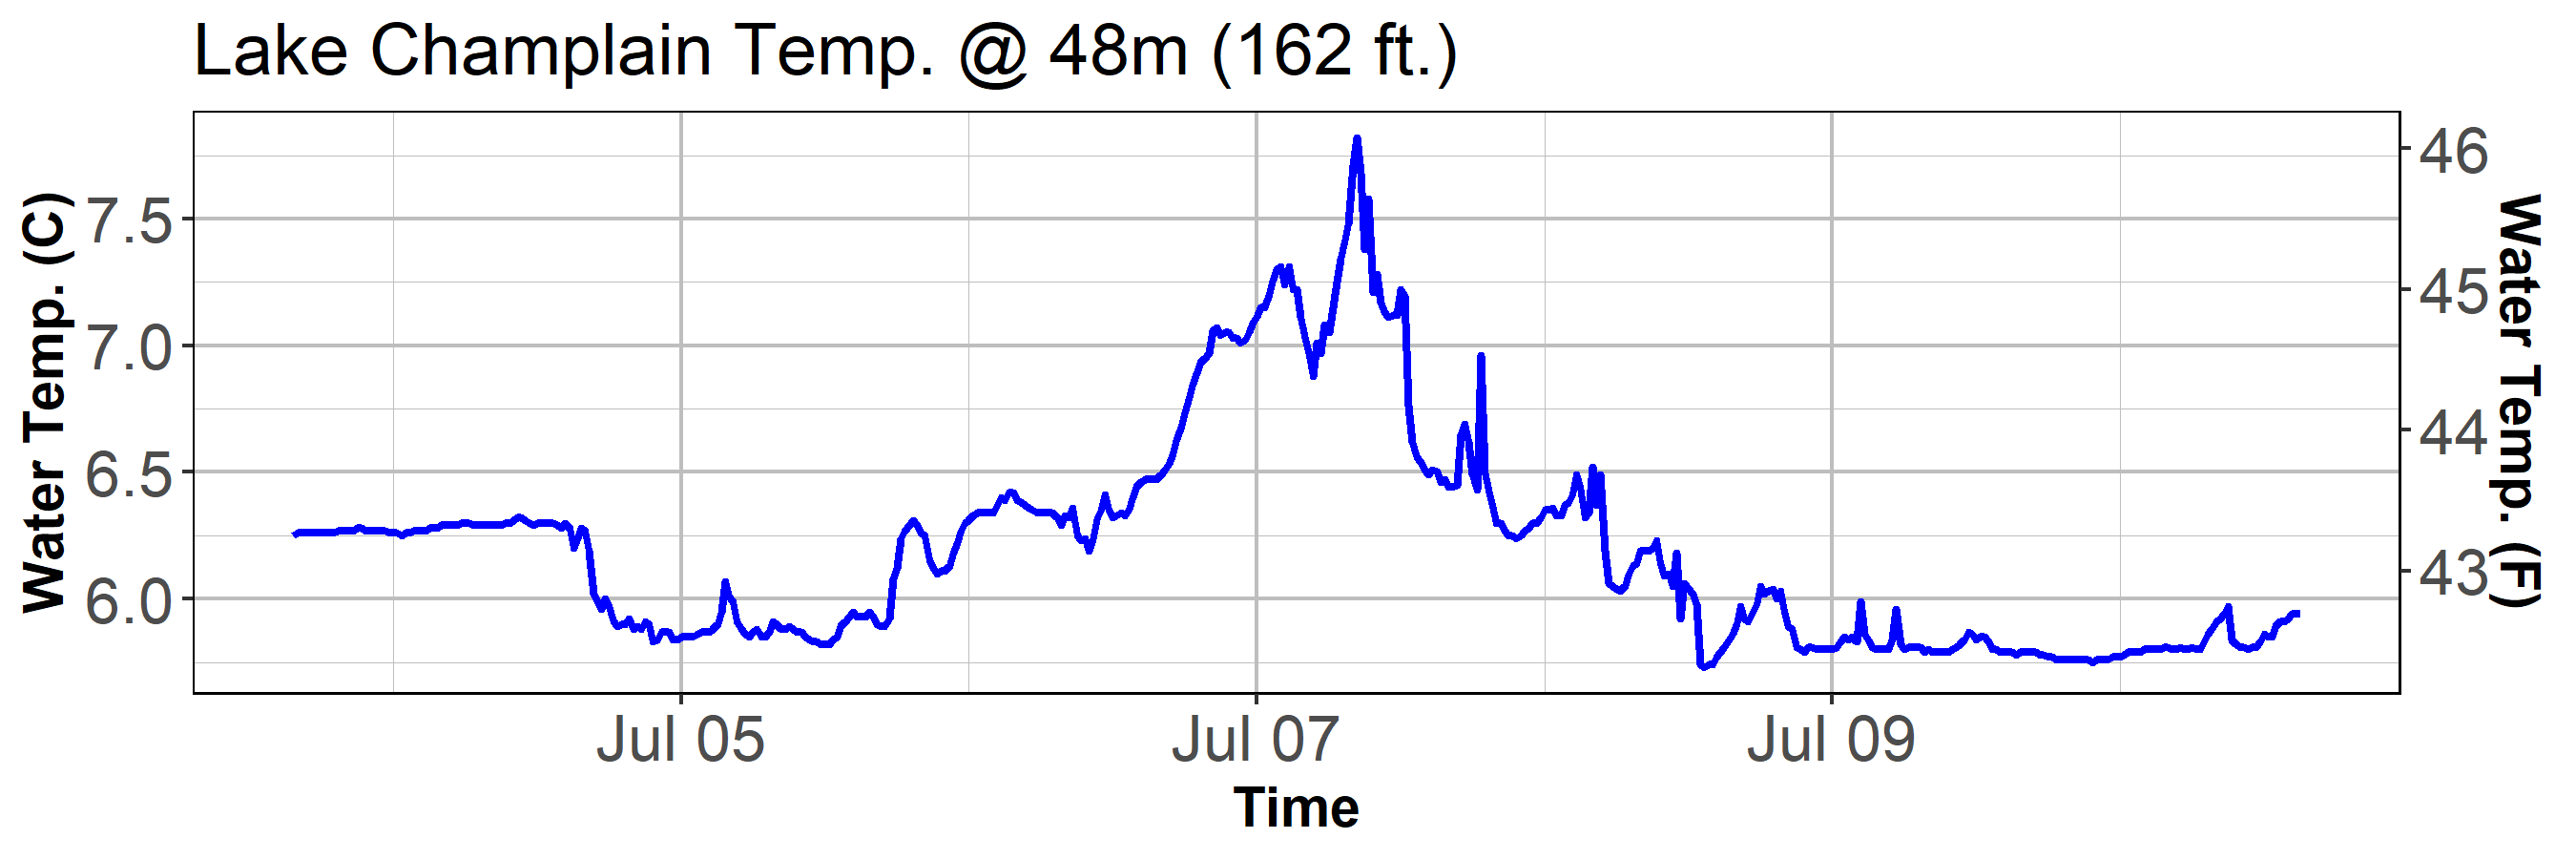 Lake Champlain Temp. @ 48m (162 ft.)
Water Temp. (C)
7.5
7.0
6.5
6.0
46
45
44
43
Water Temp. (F)
Jul 05 Jul 07 Jul 09
Time